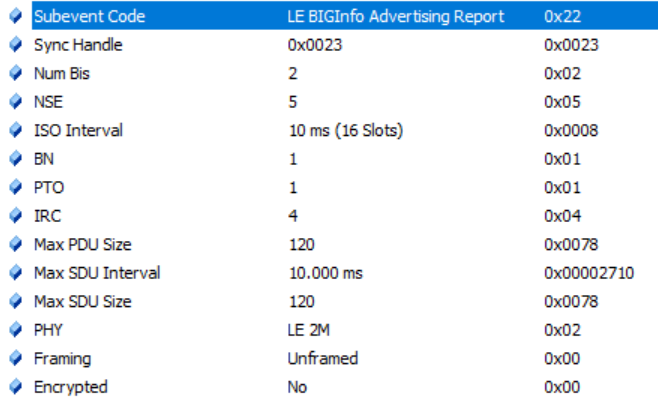 Subevent Code LE BIGInfo Advertising Report 0x22
Sync Handle 0x0023 0x0023
Num Bis 2 0x02
NSE 5 0x05
ISO Interval 10 ms (16 Slots) 0x0008
BN 1 0x01
PTO 1 0x01
IRC 4 0x04
Max PDU Size 120 0x0078
Max SDU Interval 10.000 ms 0x00002710
Max SDU Size 120 0x0078
PHY LE 2M 0x02
Framing Unframed 0x00
Encrypted No 0x00